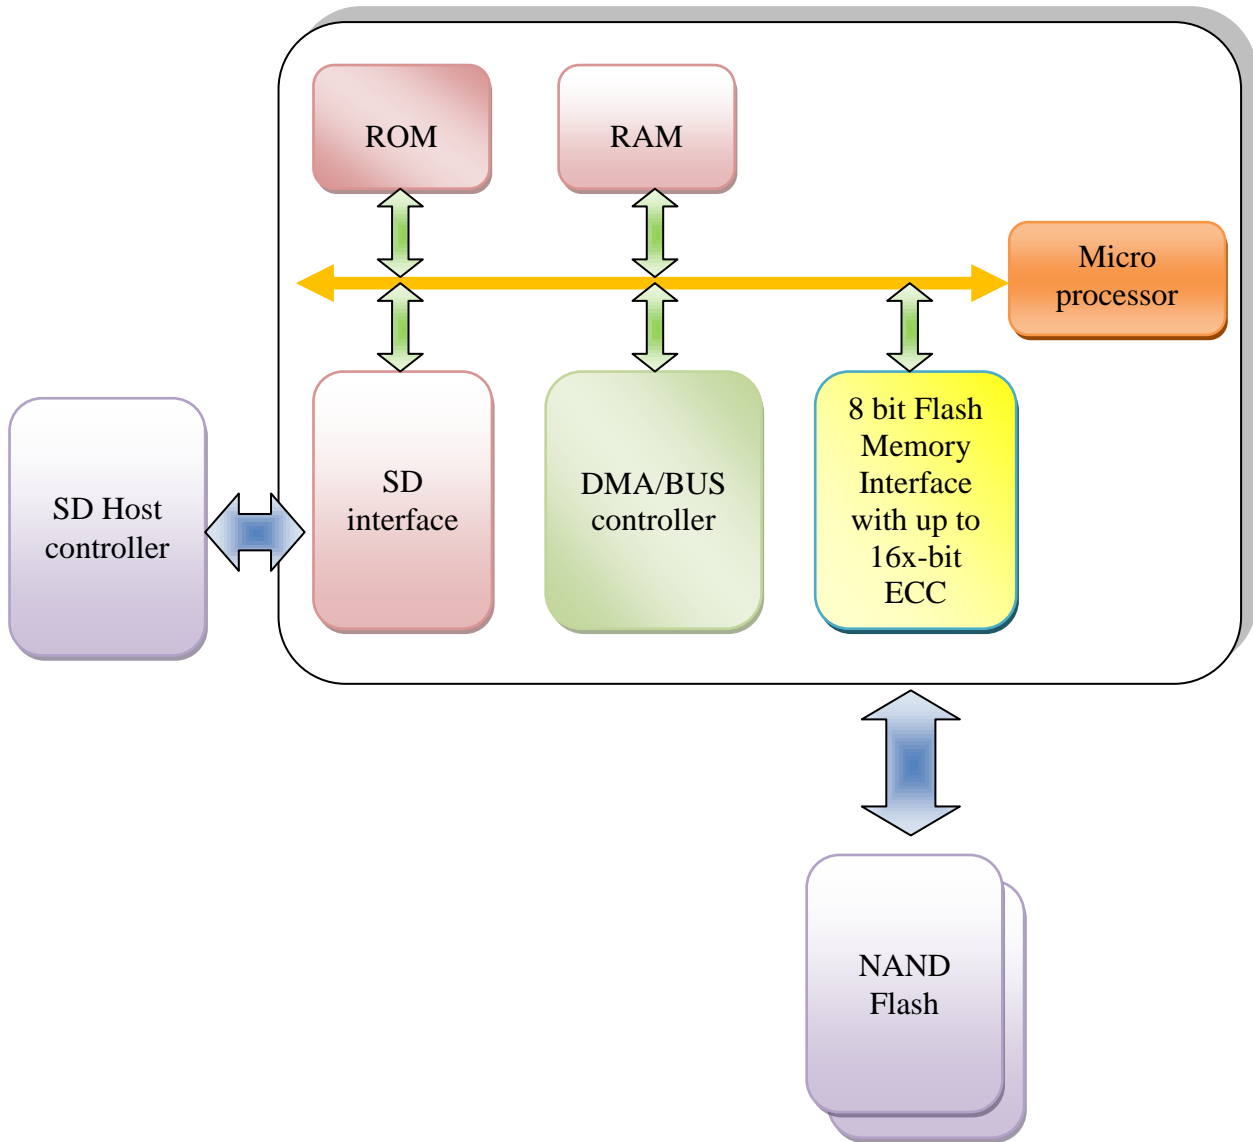 ROM
RAM
Micro
processor
SD Host
controller
SD
interface
DMA/BUS
controller
8 bit Flash
Memory
Interface
with up to
16x-bit
ECC
NAND
Flash